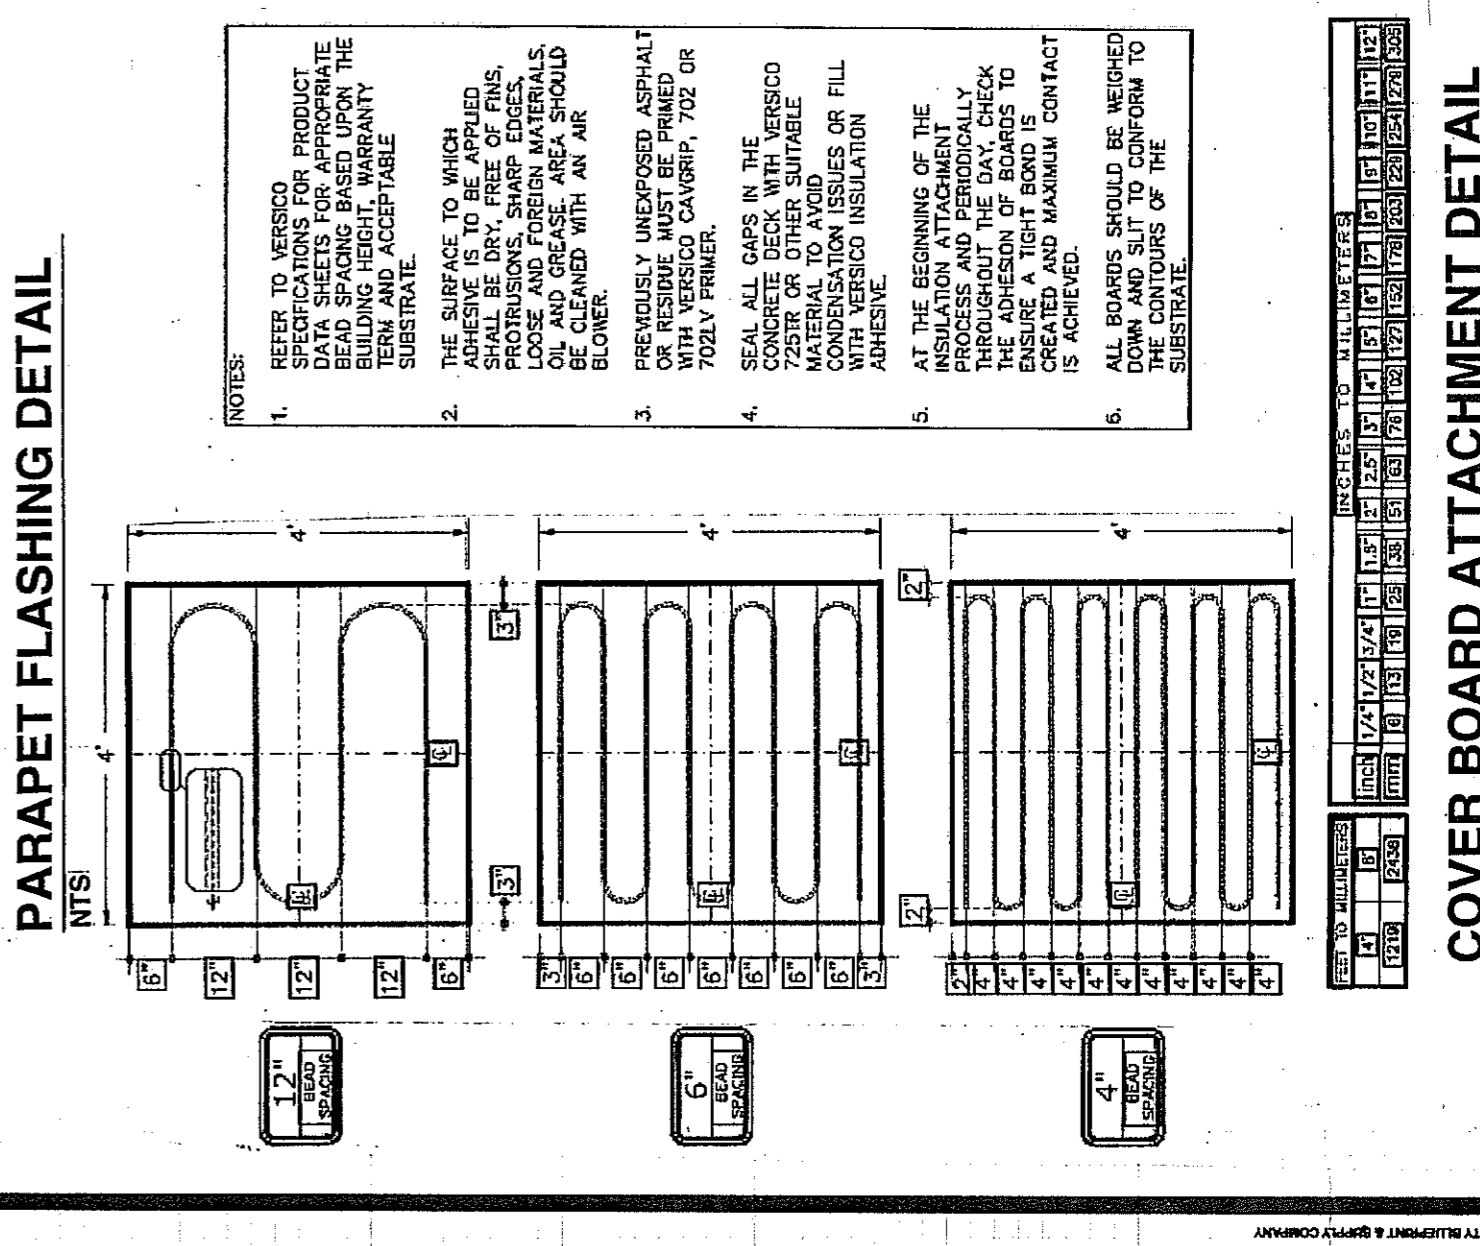 PARAPET FLASHING DETAIL
NTS
12"
BEAD
SPACING
6"
12"
12"
12"
6"
4'
4'
3"
3"
6"
BEAD
SPACING
3"
6"
6"
6"
6"
6"
6"
6"
3"
4'
4"
BEAD
SPACING
2"
4"
4"
4"
4"
4"
4"
4"
4"
4"
4"
4"
2"
2"
4'
NOTES:
1. REFER TO VERSICO
SPECIFICATIONS FOR PRODUCT
DATA SHEETS FOR APPROPRIATE
BEAD SPACING BASED UPON THE
BUILDING HEIGHT, WARRANTY
TERM AND ACCEPTABLE
SUBSTRATE.
2. THE SURFACE TO WHICH
ADHESIVE IS TO BE APPLIED
SHALL BE DRY, FREE OF FINS,
PROTRUSIONS, SHARP EDGES,
LOOSE AND FOREIGN MATERIALS,
OIL AND GREASE. AREA SHOULD
BE CLEANED WITH AN AIR
BLOWER.
3. PREVIOUSLY UNEXPOSED ASPHALT
OR RESIDUE MUST BE PRIMED
WITH VERSICO CAVGRIP, 702 OR
702LV PRIMER.
4. SEAL ALL GAPS IN THE
CONCRETE DECK WITH VERSICO
725TR OR OTHER SUITABLE
MATERIAL TO AVOID
CONDENSATION ISSUES OR FILL
WITH VERSICO INSULATION
ADHESIVE.
5. AT THE BEGINNING OF THE
INSULATION ATTACHMENT
PROCESS AND PERIODICALLY
THROUGHOUT THE DAY, CHECK
THE ADHESION OF BOARDS TO
ENSURE A TIGHT BOND IS
CREATED AND MAXIMUM CONTACT
IS ACHIEVED.
6. ALL BOARDS SHOULD BE WEIGHED
DOWN AND SLIT TO CONFORM TO
THE CONTOURS OF THE
SUBSTRATE.
FEET TO MILLIMETERS
4' 8'
1219 2438
INCHES TO MILLIMETERS
inch 1/4" 1/2" 3/4" 1" 1.5" 2" 2.5" 3" 4" 5" 6" 7" 8" 9" 10" 11" 12"
mm 6 13 19 25 38 51 63 76 102 127 152 178 203 229 254 279 305
COVER BOARD ATTACHMENT DETAIL
TY BLUEPRINT & SUPPLY COMPANY